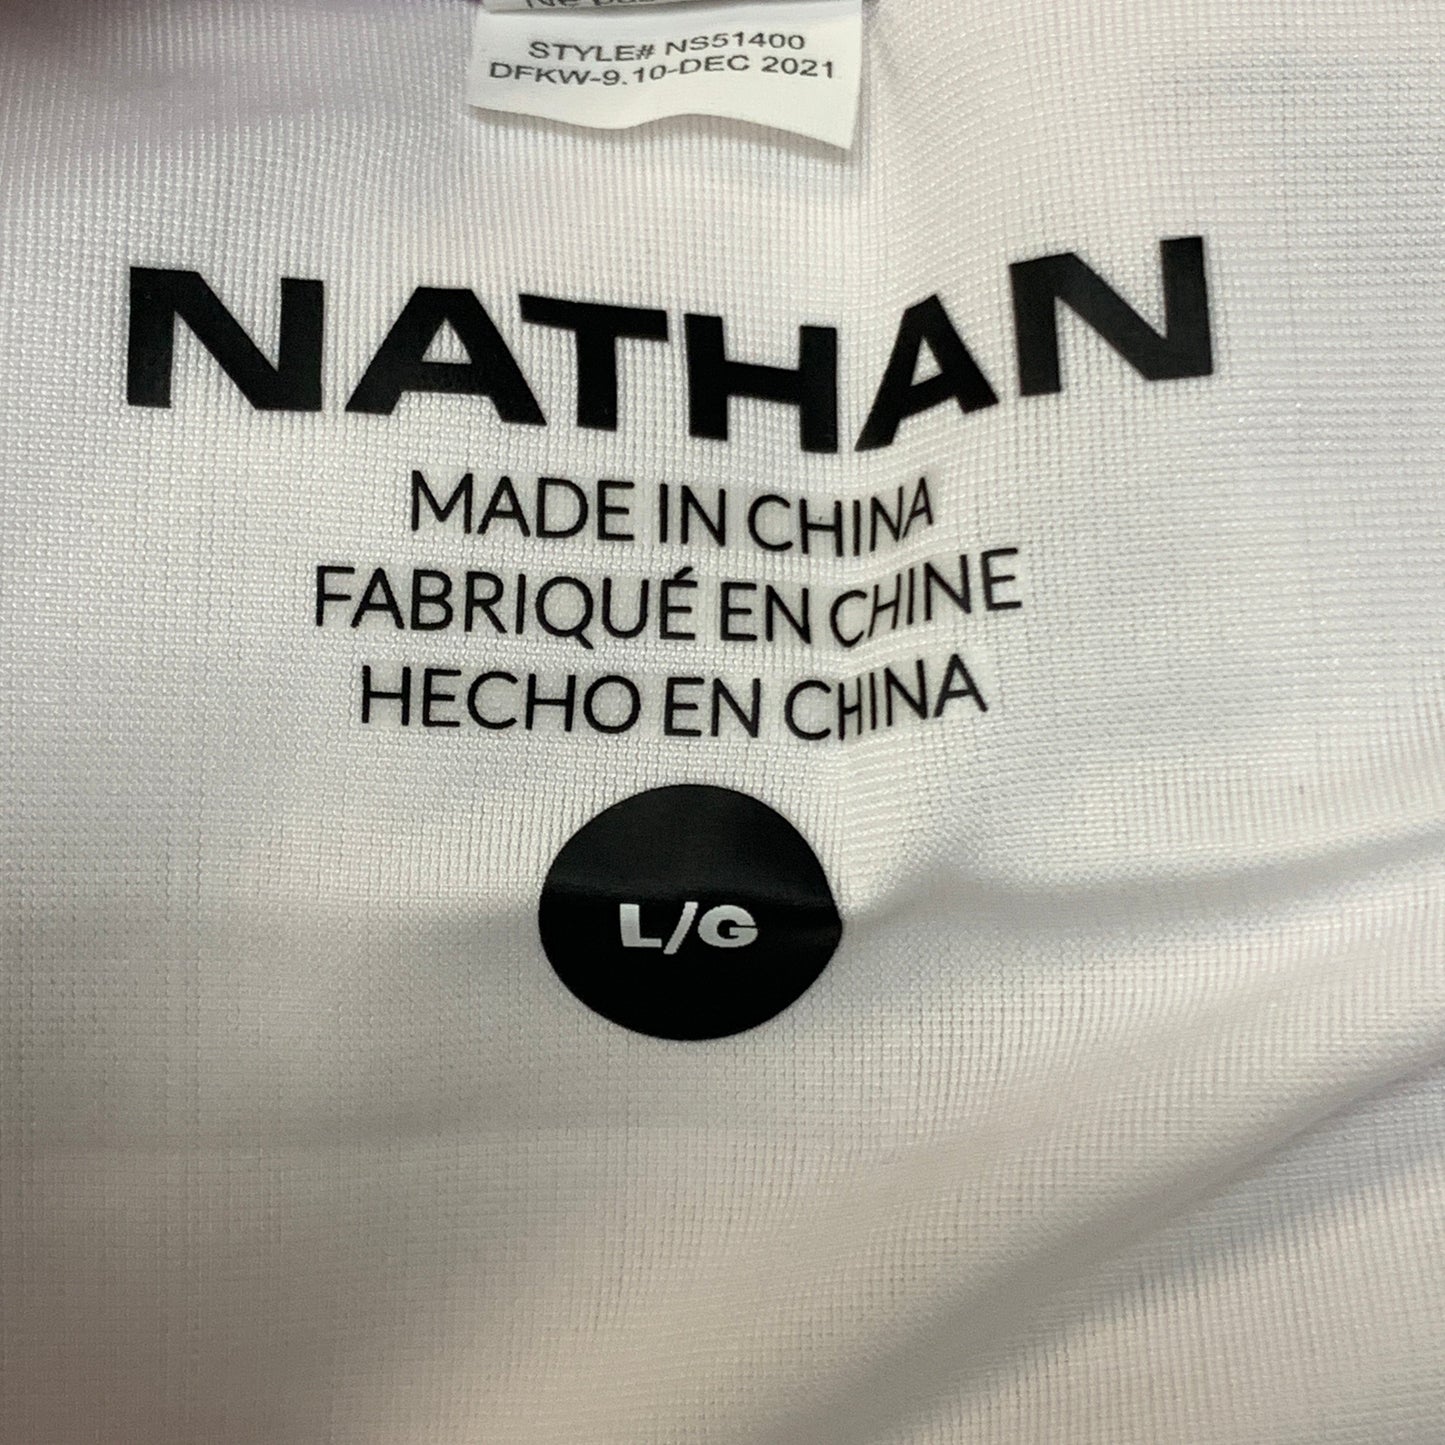 STYLE# NS51400
DFKW-9.10-DEC 2021
NATHAN
MADE IN CHINA
FABRIQUÉ EN CHINE
HECHO EN CHINA
L/G